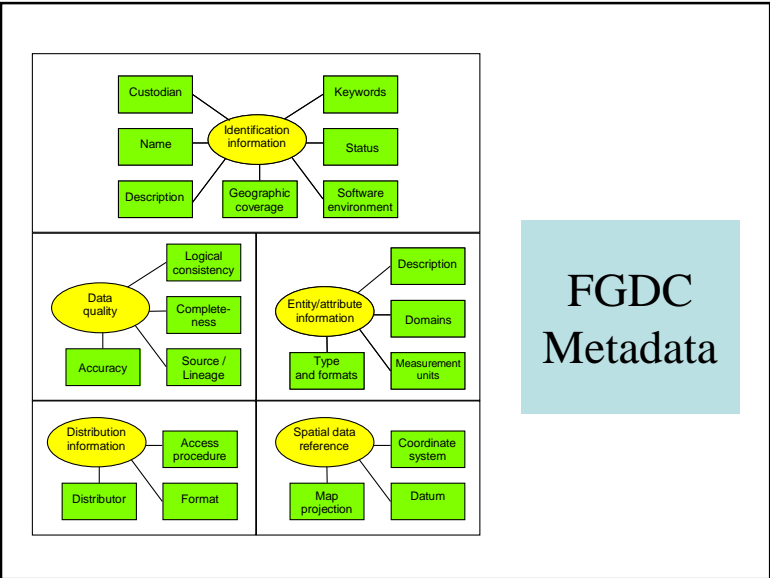 Custodian
Keywords
Identification
information
Name
Status
Description
Geographic
coverage
Software
environment
Data
quality
Logical
consistency
Complete-
ness
Accuracy
Source /
Lineage
Entity/attribute
information
Description
Domains
Type
and formats
Measurement
units
Distribution
information
Access
procedure
Distributor
Format
Spatial data
reference
Coordinate
system
Map
projection
Datum
FGDC
Metadata